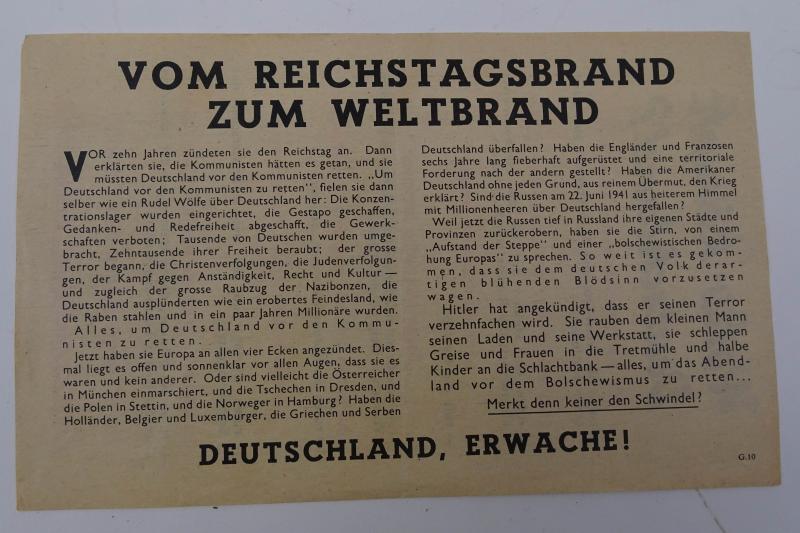 VOM REICHSTAGSBRAND
ZUM WELTBRAND
VOR zehn Jahren zündeten sie den Reichstag an. Dann
erklärten sie, die Kommunisten hätten es getan, und sie
müssten Deutschland vor den Kommunisten retten. „Um
Deutschland vor den Kommunisten zu retten", fielen sie dann
selber wie ein Rudel Wölfe über Deutschland her: Die Konzen-
trationslager wurden eingerichtet, die Gestapo geschaffen,
Gedanken- und Redefreiheit abgeschafft, die Gewerk-
schaften verboten; Tausende von Deutschen wurden umge-
bracht, Zehntausende ihrer Freiheit beraubt; der grosse
Terror begann, die Christenverfolgungen, die Judenverfolgun-
gen, der Kampf gegen Anständigkeit, Recht und Kultur—
und zugleich der grosse Raubzug der Nazibonzen, die
Deutschland ausplünderten wie ein erobertes Feindesland, wie
die Raben stahlen und in ein paar Jahren Millionäre wurden.
Alles, um Deutschland vor den Kommu-
nisten zu retten.
Jetzt haben sie Europa an allen vier Ecken angezündet. Dies-
mal liegt es offen und sonnenklar vor allen Augen, dass sie es
waren und kein anderer. Oder sind vielleicht die Österreicher
in München einmarschiert, und die Tschechen in Dresden, und
die Polen in Stettin, und die Norweger in Hamburg? Haben die
Holländer, Belgier und Luxemburger, die Griechen und Serben
Deutschland überfallen? Haben die Engländer und Franzosen
sechs Jahre lang fieberhaft aufgerüstet und eine territoriale
Forderung nach der andern gestellt? Haben die Amerikaner
Deutschland ohne jeden Grund, aus reinem Übermut, den Krieg
erklärt? Sind die Russen am 22. Juni 1941 aus heiterem Himmel
mit Millionenheeren über Deutschland hergefallen?
Weil jetzt die Russen tief in Russland ihre eigenen Städte und
Provinzen zurückerobern, haben sie die Stirn, von einem
„Aufstand der Steppe" und einer „bolschewistischen Bedro-
hung Europas" zu sprechen. So weit ist es gekom-
men, dass sie dem deutschen Volk derar-
tigen blühenden Blödsinn vorzusetzen
wagen.
Hitler hat angekündigt, dass er seinen Terror
verzehnfachen wird. Sie rauben dem kleinen Mann
seinen Laden und seine Werkstatt, sie schleppen
Greise und Frauen in die Tretmühle und halbe
Kinder an die Schlachtbank—alles, um das Abend-
land vor dem Bolschewismus zu retten...
Merkt denn keiner den Schwindel?
DEUTSCHLAND, ERWACHE!
G.10